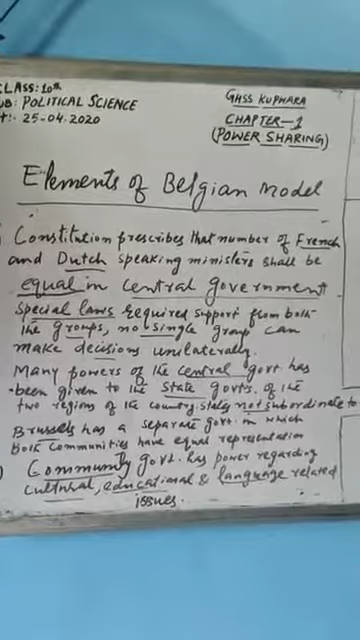 CLASS: 10th
UB: POLITICAL SCIENCE
T:- 25-04.2020
GHSS KUPWARA
CHAPTER-1
(POWER SHARING)
Elements of Belgian Model
Constitution prescribes that number of French
and Dutch speaking ministers shall be
equal in central government.
Special laws required support from both
the groups, no single group can
make decisions unilaterally.
Many powers of the central govt. has
been given to the state govts. of the
two regions of the country. states not subordinate to
Brussels has a separate govt. in which
Both Communities have equal representation
) Community govt. has power regarding
cultural, educational & language related
issues.